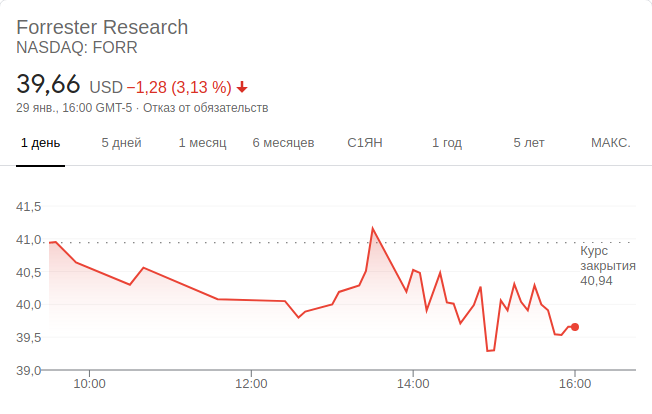 Forrester Research
NASDAQ: FORR
39,66 USD −1,28 (3,13 %)
29 янв., 16:00 GMT-5 · Отказ от обязательств
1 день 5 дней 1 месяц 6 месяцев С1ЯН 1 год 5 лет МАКС.
41,5
41,0
Курс
закрытия
40,94
40,5
40,0
39,5
39,0
10:00 12:00 14:00 16:00